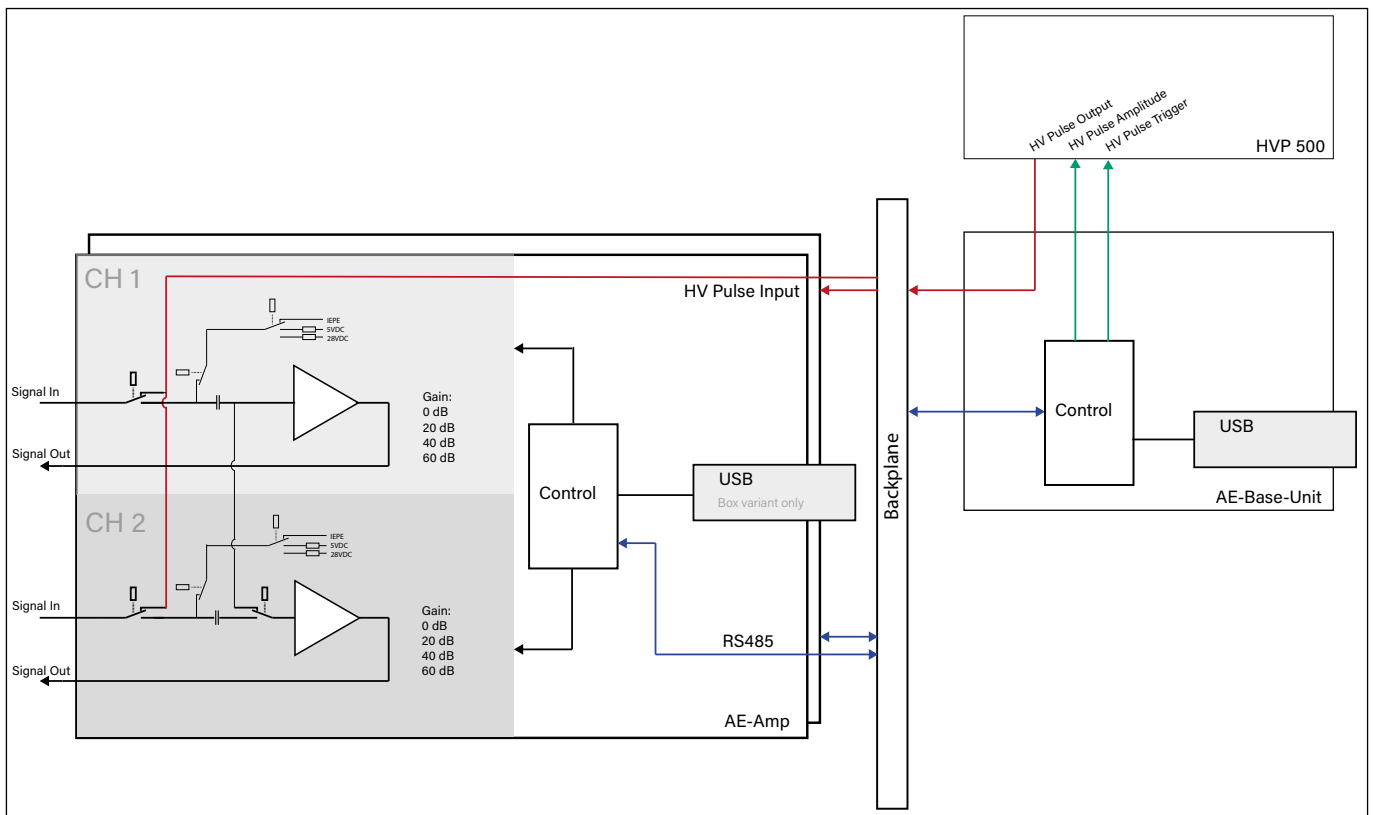 HV Pulse Output
HV Pulse Amplitude
HV Pulse Trigger
HVP 500
CH 1
HV Pulse Input
IEPE
5VDC
28VDC
Signal In
Gain:
0 dB
20 dB
40 dB
60 dB
Signal Out
Control
USB
Box variant only
CH 2
IEPE
5VDC
28VDC
Signal In
Gain:
0 dB
20 dB
40 dB
60 dB
Signal Out
RS485
AE-Amp
Backplane
Control
USB
AE-Base-Unit